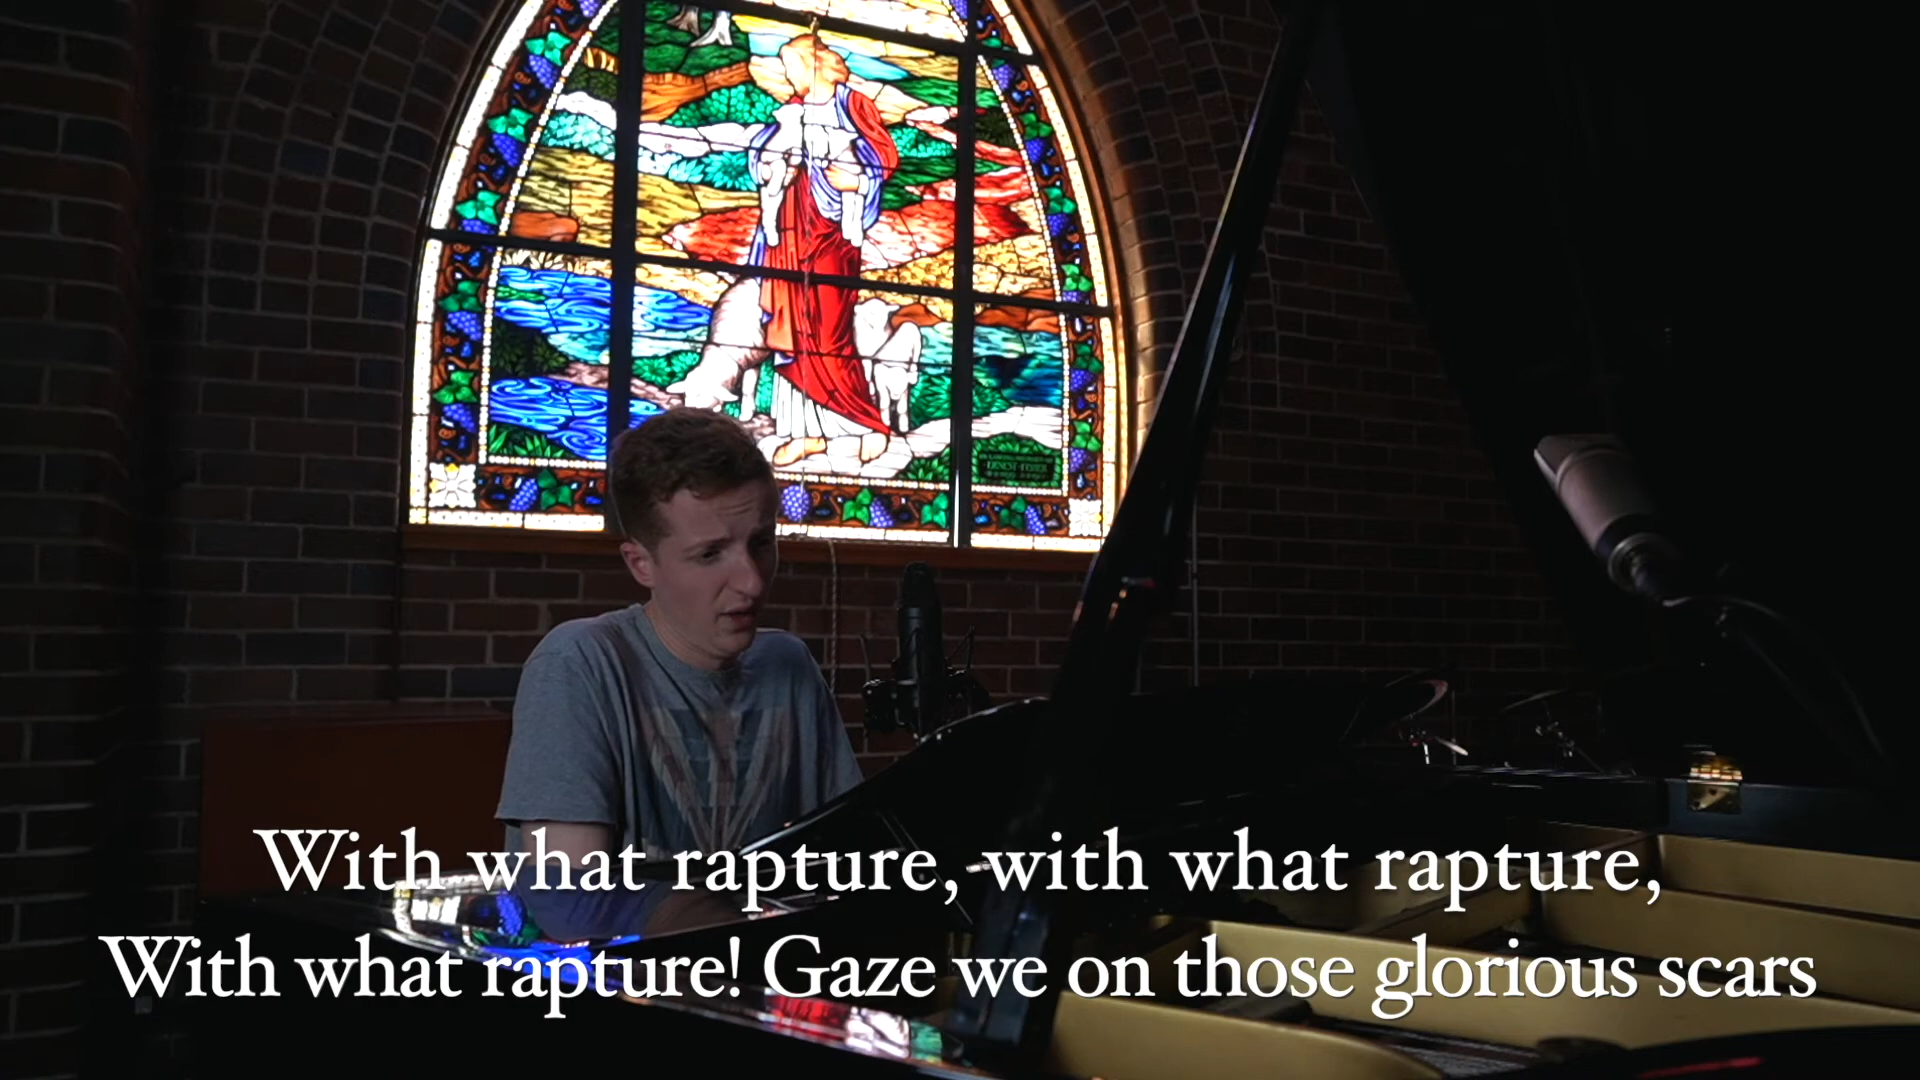 With what rapture, with what rapture,
With what rapture! Gaze we on those glorious scars